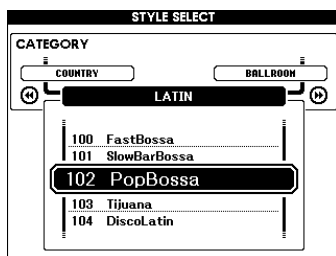 STYLE SELECT
CATEGORY
COUNTRY
BALLROOM
LATIN
100 FastBossa
101 SlowBarBossa
102 PopBossa
103 Tijuana
104 DiscoLatin